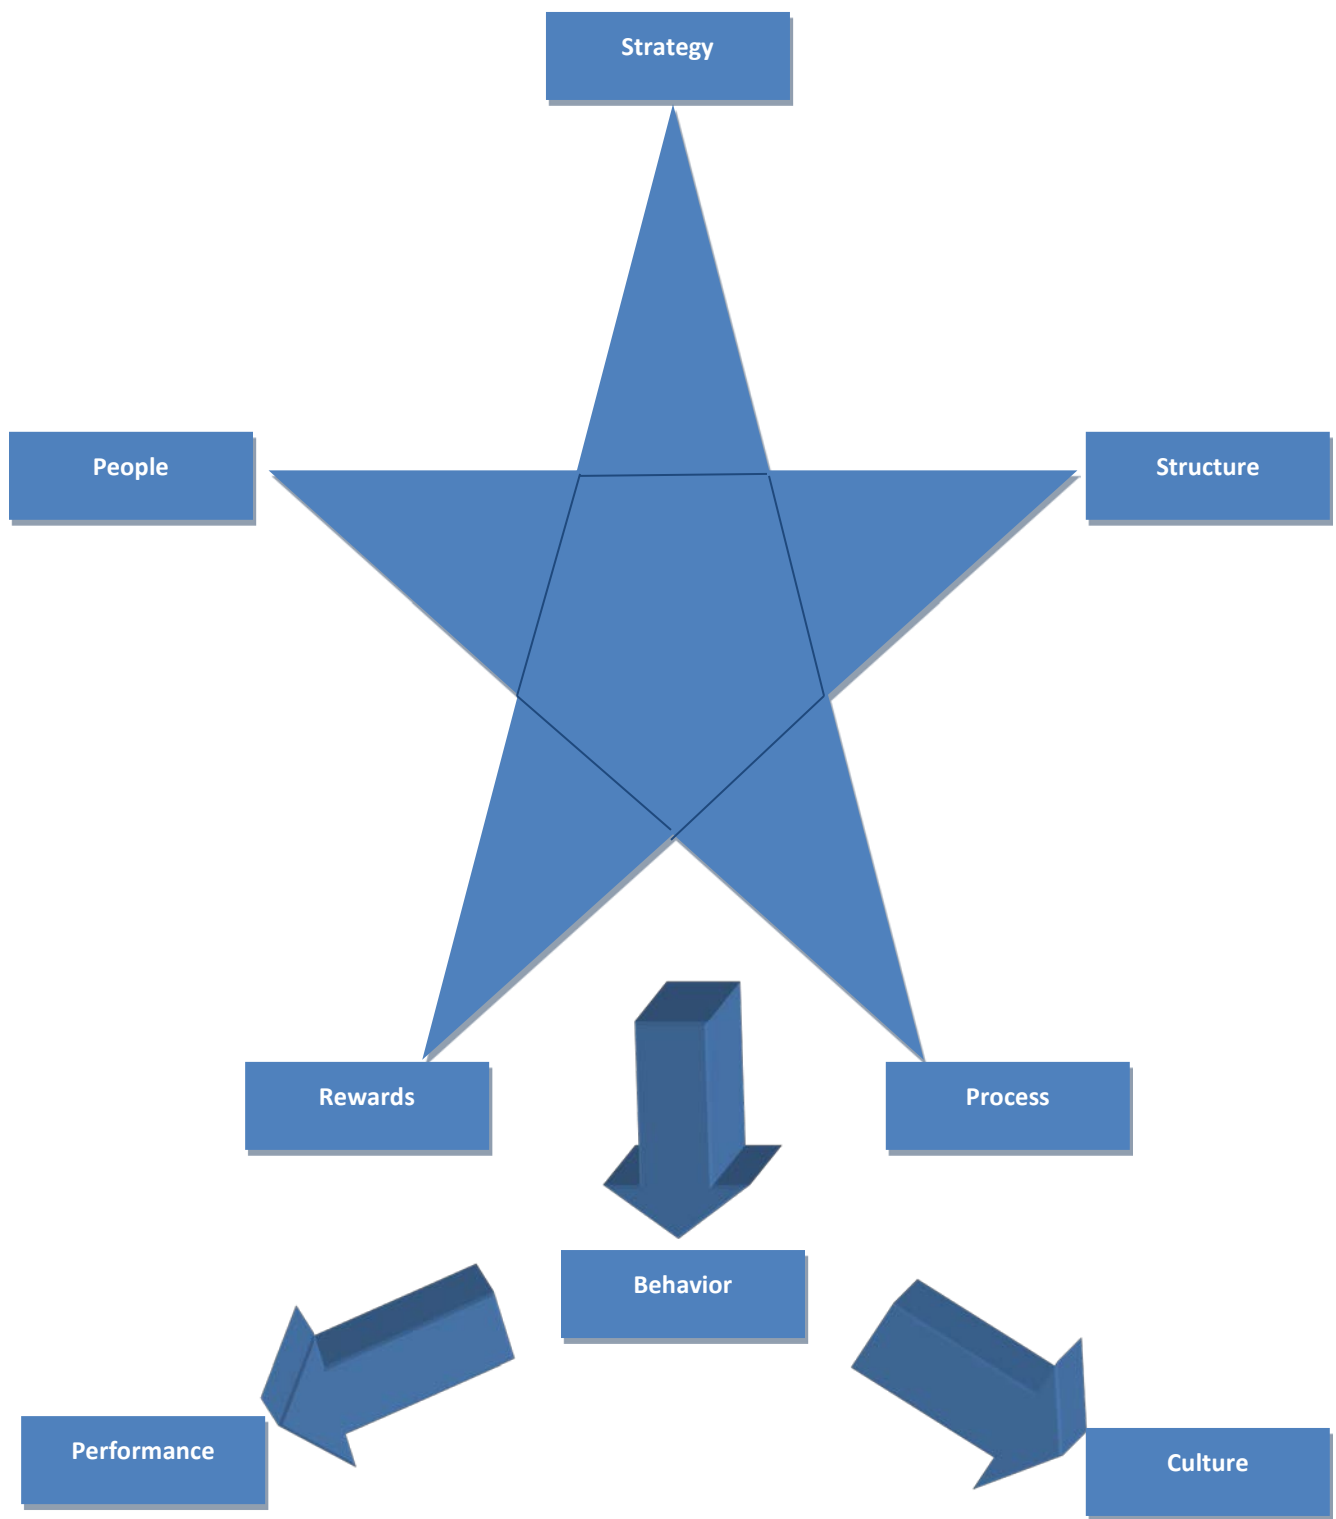 Strategy
People
Structure
Rewards
Process
Behavior
Performance
Culture